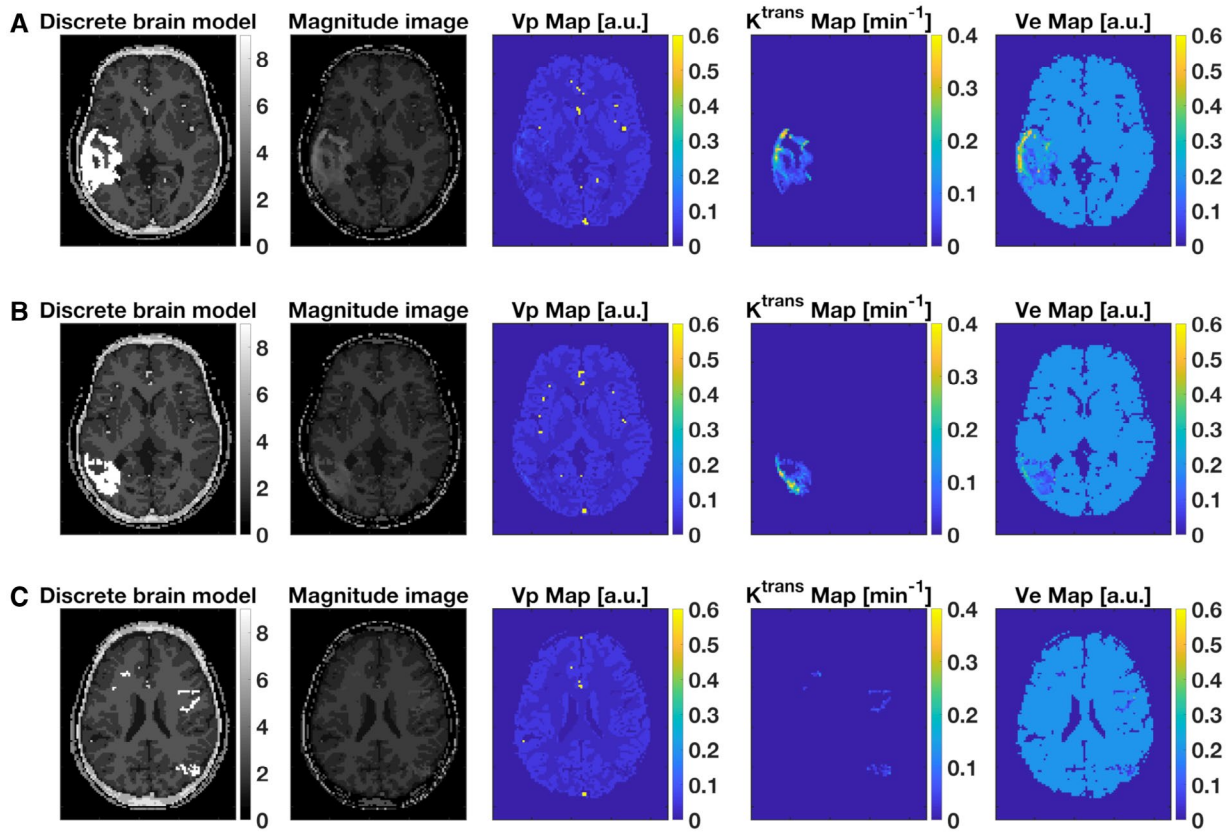 A Discrete brain model Magnitude image Vp Map [a.u.] K^trans Map [min^-1] Ve Map [a.u.]
8 6 4 2 0
0.6 0.5 0.4 0.3 0.2 0.1 0
0.4 0.3 0.2 0.1 0
0.6 0.5 0.4 0.3 0.2 0.1 0
B Discrete brain model Magnitude image Vp Map [a.u.] K^trans Map [min^-1] Ve Map [a.u.]
8 6 4 2 0
0.6 0.5 0.4 0.3 0.2 0.1 0
0.4 0.3 0.2 0.1 0
0.6 0.5 0.4 0.3 0.2 0.1 0
C Discrete brain model Magnitude image Vp Map [a.u.] K^trans Map [min^-1] Ve Map [a.u.]
8 6 4 2 0
0.6 0.5 0.4 0.3 0.2 0.1 0
0.4 0.3 0.2 0.1 0
0.6 0.5 0.4 0.3 0.2 0.1 0